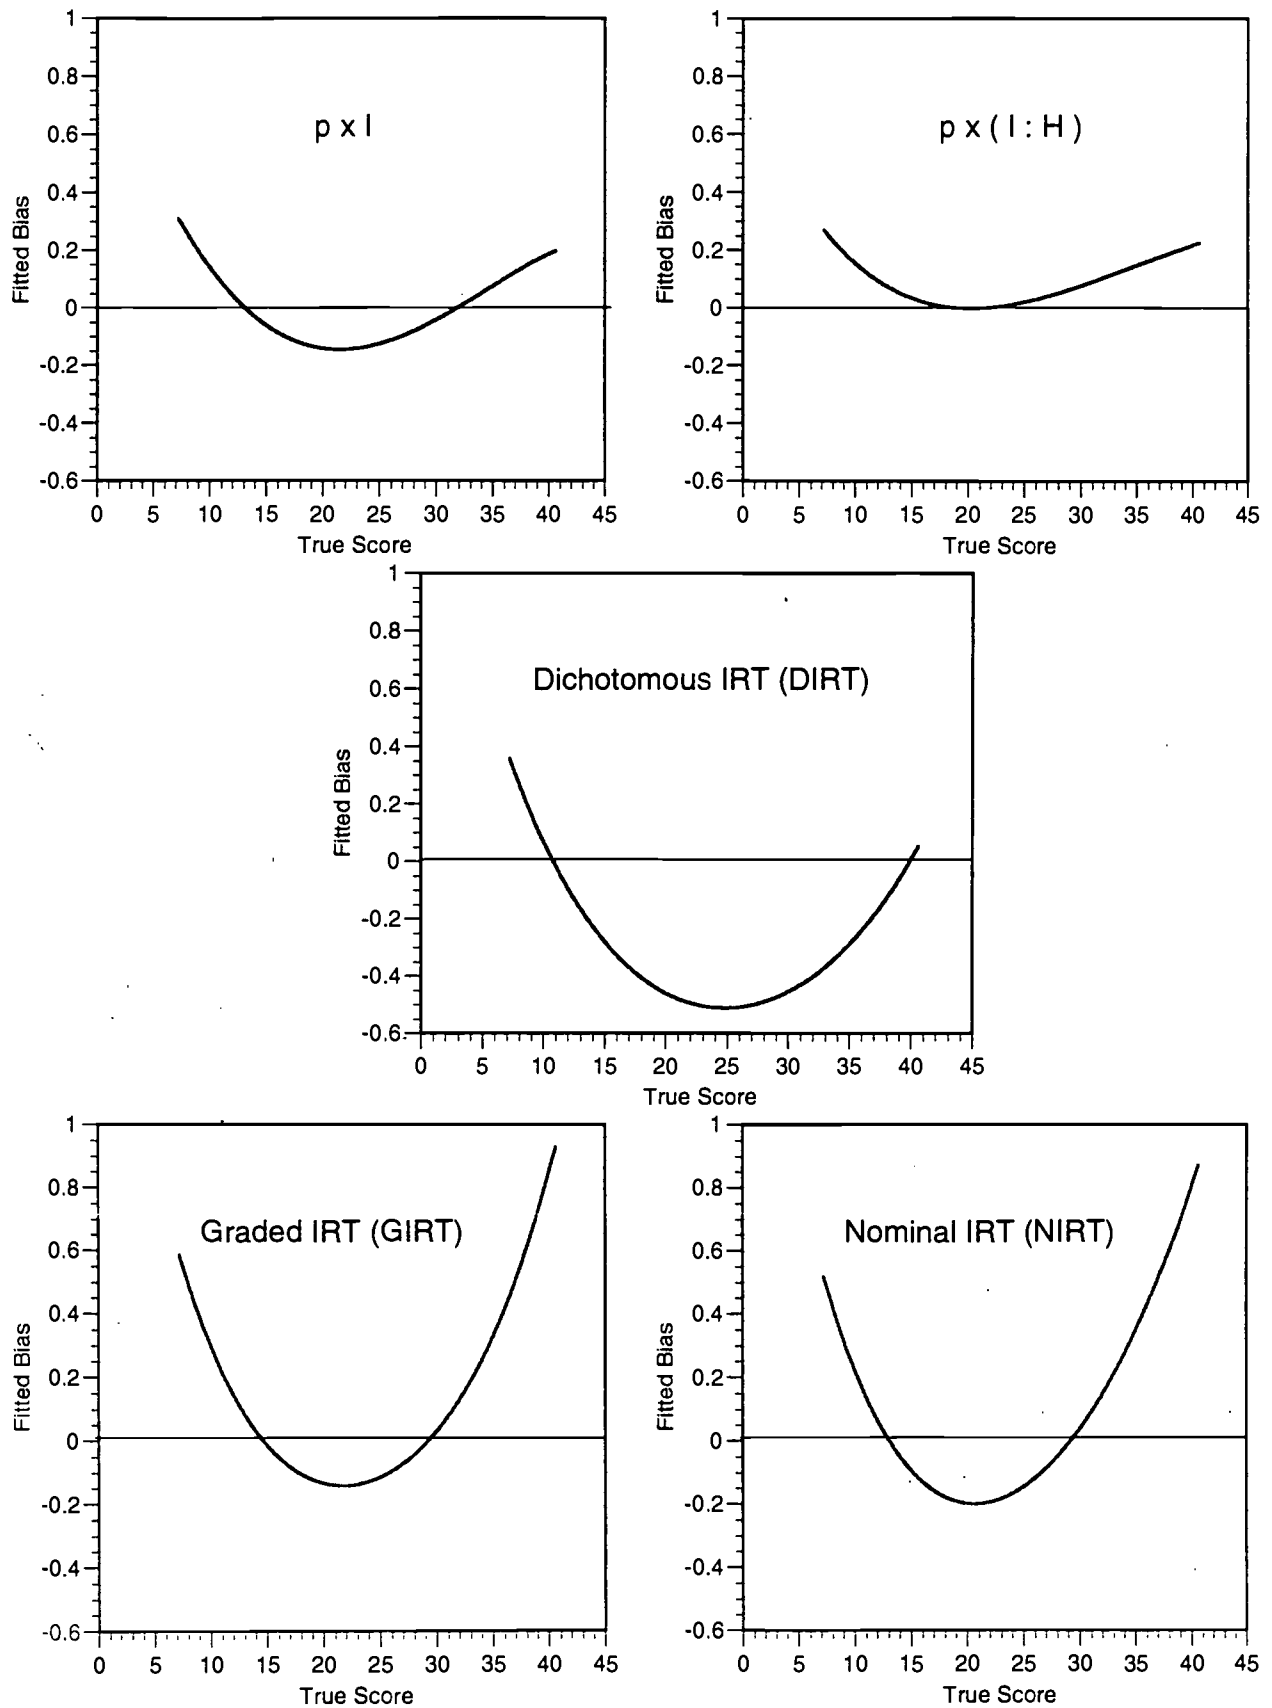 1
0.8
0.6
0.4
0.2
0
-0.2
-0.4
-0.6
Fitted Bias
p x I
0 5 10 15 20 25 30 35 40 45
True Score
1
0.8
0.6
0.4
0.2
0
-0.2
-0.4
-0.6
Fitted Bias
p x ( I : H )
0 5 10 15 20 25 30 35 40 45
True Score
1
0.8
0.6
0.4
0.2
0
-0.2
-0.4
-0.6
Fitted Bias
Dichotomous IRT (DIRT)
0 5 10 15 20 25 30 35 40 45
True Score
1
0.8
0.6
0.4
0.2
0
-0.2
-0.4
-0.6
Fitted Bias
Graded IRT (GIRT)
0 5 10 15 20 25 30 35 40 45
True Score
1
0.8
0.6
0.4
0.2
0
-0.2
-0.4
-0.6
Fitted Bias
Nominal IRT (NIRT)
0 5 10 15 20 25 30 35 40 45
True Score